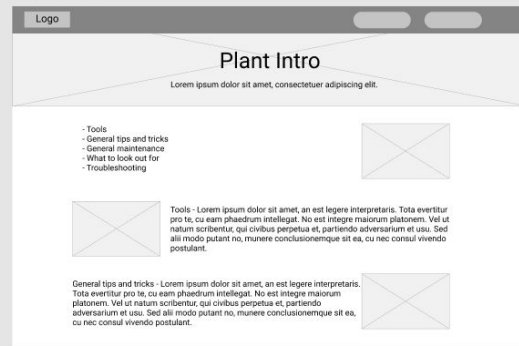 Logo
Plant Intro
Lorem ipsum dolor sit amet, consectetuer adipiscing elit.
- Tools
- General tips and tricks
- General maintenance
- What to look out for
- Troubleshooting
Tools - Lorem ipsum dolor sit amet, an est legere interpretaris. Tota evertitur
pro te, cu eam phaedrum intellegat. No est integre maiorum platonem. Vel ut
natum scribentur, qui civibus perpetua et, partiendo adversarium et usu. Sed
alii modo putant no, munere conclusionemque sit ea, cu nec consul vivendo
postulant.
General tips and tricks - Lorem ipsum dolor sit amet, an est legere interpretaris.
Tota evertitur pro te, cu eam phaedrum intellegat. No est integre maiorum
platonem. Vel ut natum scribentur, qui civibus perpetua et, partiendo
adversarium et usu. Sed alii modo putant no, munere conclusionemque sit ea,
cu nec consul vivendo postulant.